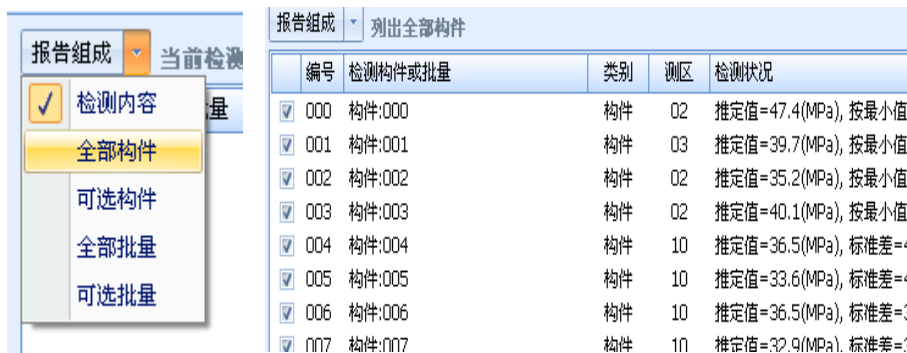 报告组成 当前检测
量
检测内容
全部构件
可选构件
全部批量
可选批量
报告组成 列出全部构件
编号 检测构件或批量 类别 测区 检测状况
000 构件:000 构件 02 推定值=47.4(MPa), 按最小值
001 构件:001 构件 03 推定值=39.7(MPa), 按最小值
002 构件:002 构件 02 推定值=35.2(MPa), 按最小值
003 构件:003 构件 02 推定值=40.1(MPa), 按最小值
004 构件:004 构件 10 推定值=36.5(MPa), 标准差=
005 构件:005 构件 10 推定值=33.6(MPa), 标准差=
006 构件:006 构件 10 推定值=36.5(MPa), 标准差=
007 构件:007 构件 10 推定值=32.9(MPa), 标准差=